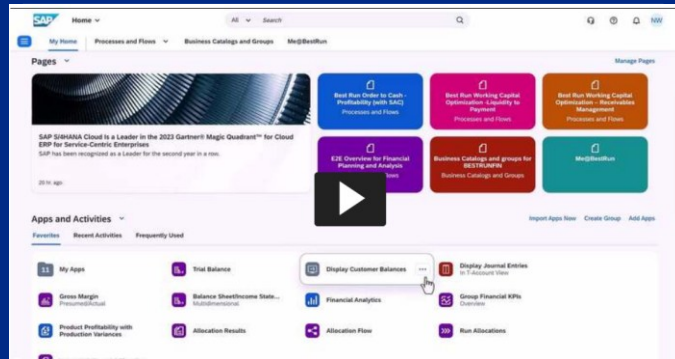 SAP Home All Search NW
My Home Processes and Flows Business Catalogs and Groups Me@BestRun
Pages Manage Pages
SAP S/4HANA Cloud Is a Leader in the 2023 Gartner® Magic Quadrant™ for Cloud
ERP for Service-Centric Enterprises
SAP has been recognized as a Leader for the second year in a row.
20 hr. ago
Best Run Order to Cash -
Profitability (with SAC)
Processes and Flows
Best Run Working Capital
Optimisation -Liquidity to
Payment
Processes and Flows
Best Run Working Capital
Optimisation - Receivables
Management
Processes and Flows
E2E Overview for Financial
Planning and Analysis
Flows
Business Catalogs and groups for
BESTRUNFIN
Business Catalogs and Groups
Me@BestRun
Apps and Activities Import Apps Now Create Group Add Apps
Favorites Recent Activities Frequently Used
11 My Apps
Trial Balance
Display Customer Balances ...
Display Journal Entries
In T-Account View
Gross Margin
Presumed/Actual
Balance Sheet/Income State...
Multidimensional
Financial Analytics
Group Financial KPIs
Overview
Product Profitability with
Production Variances
Allocation Results
Allocation Flow
Run Allocations